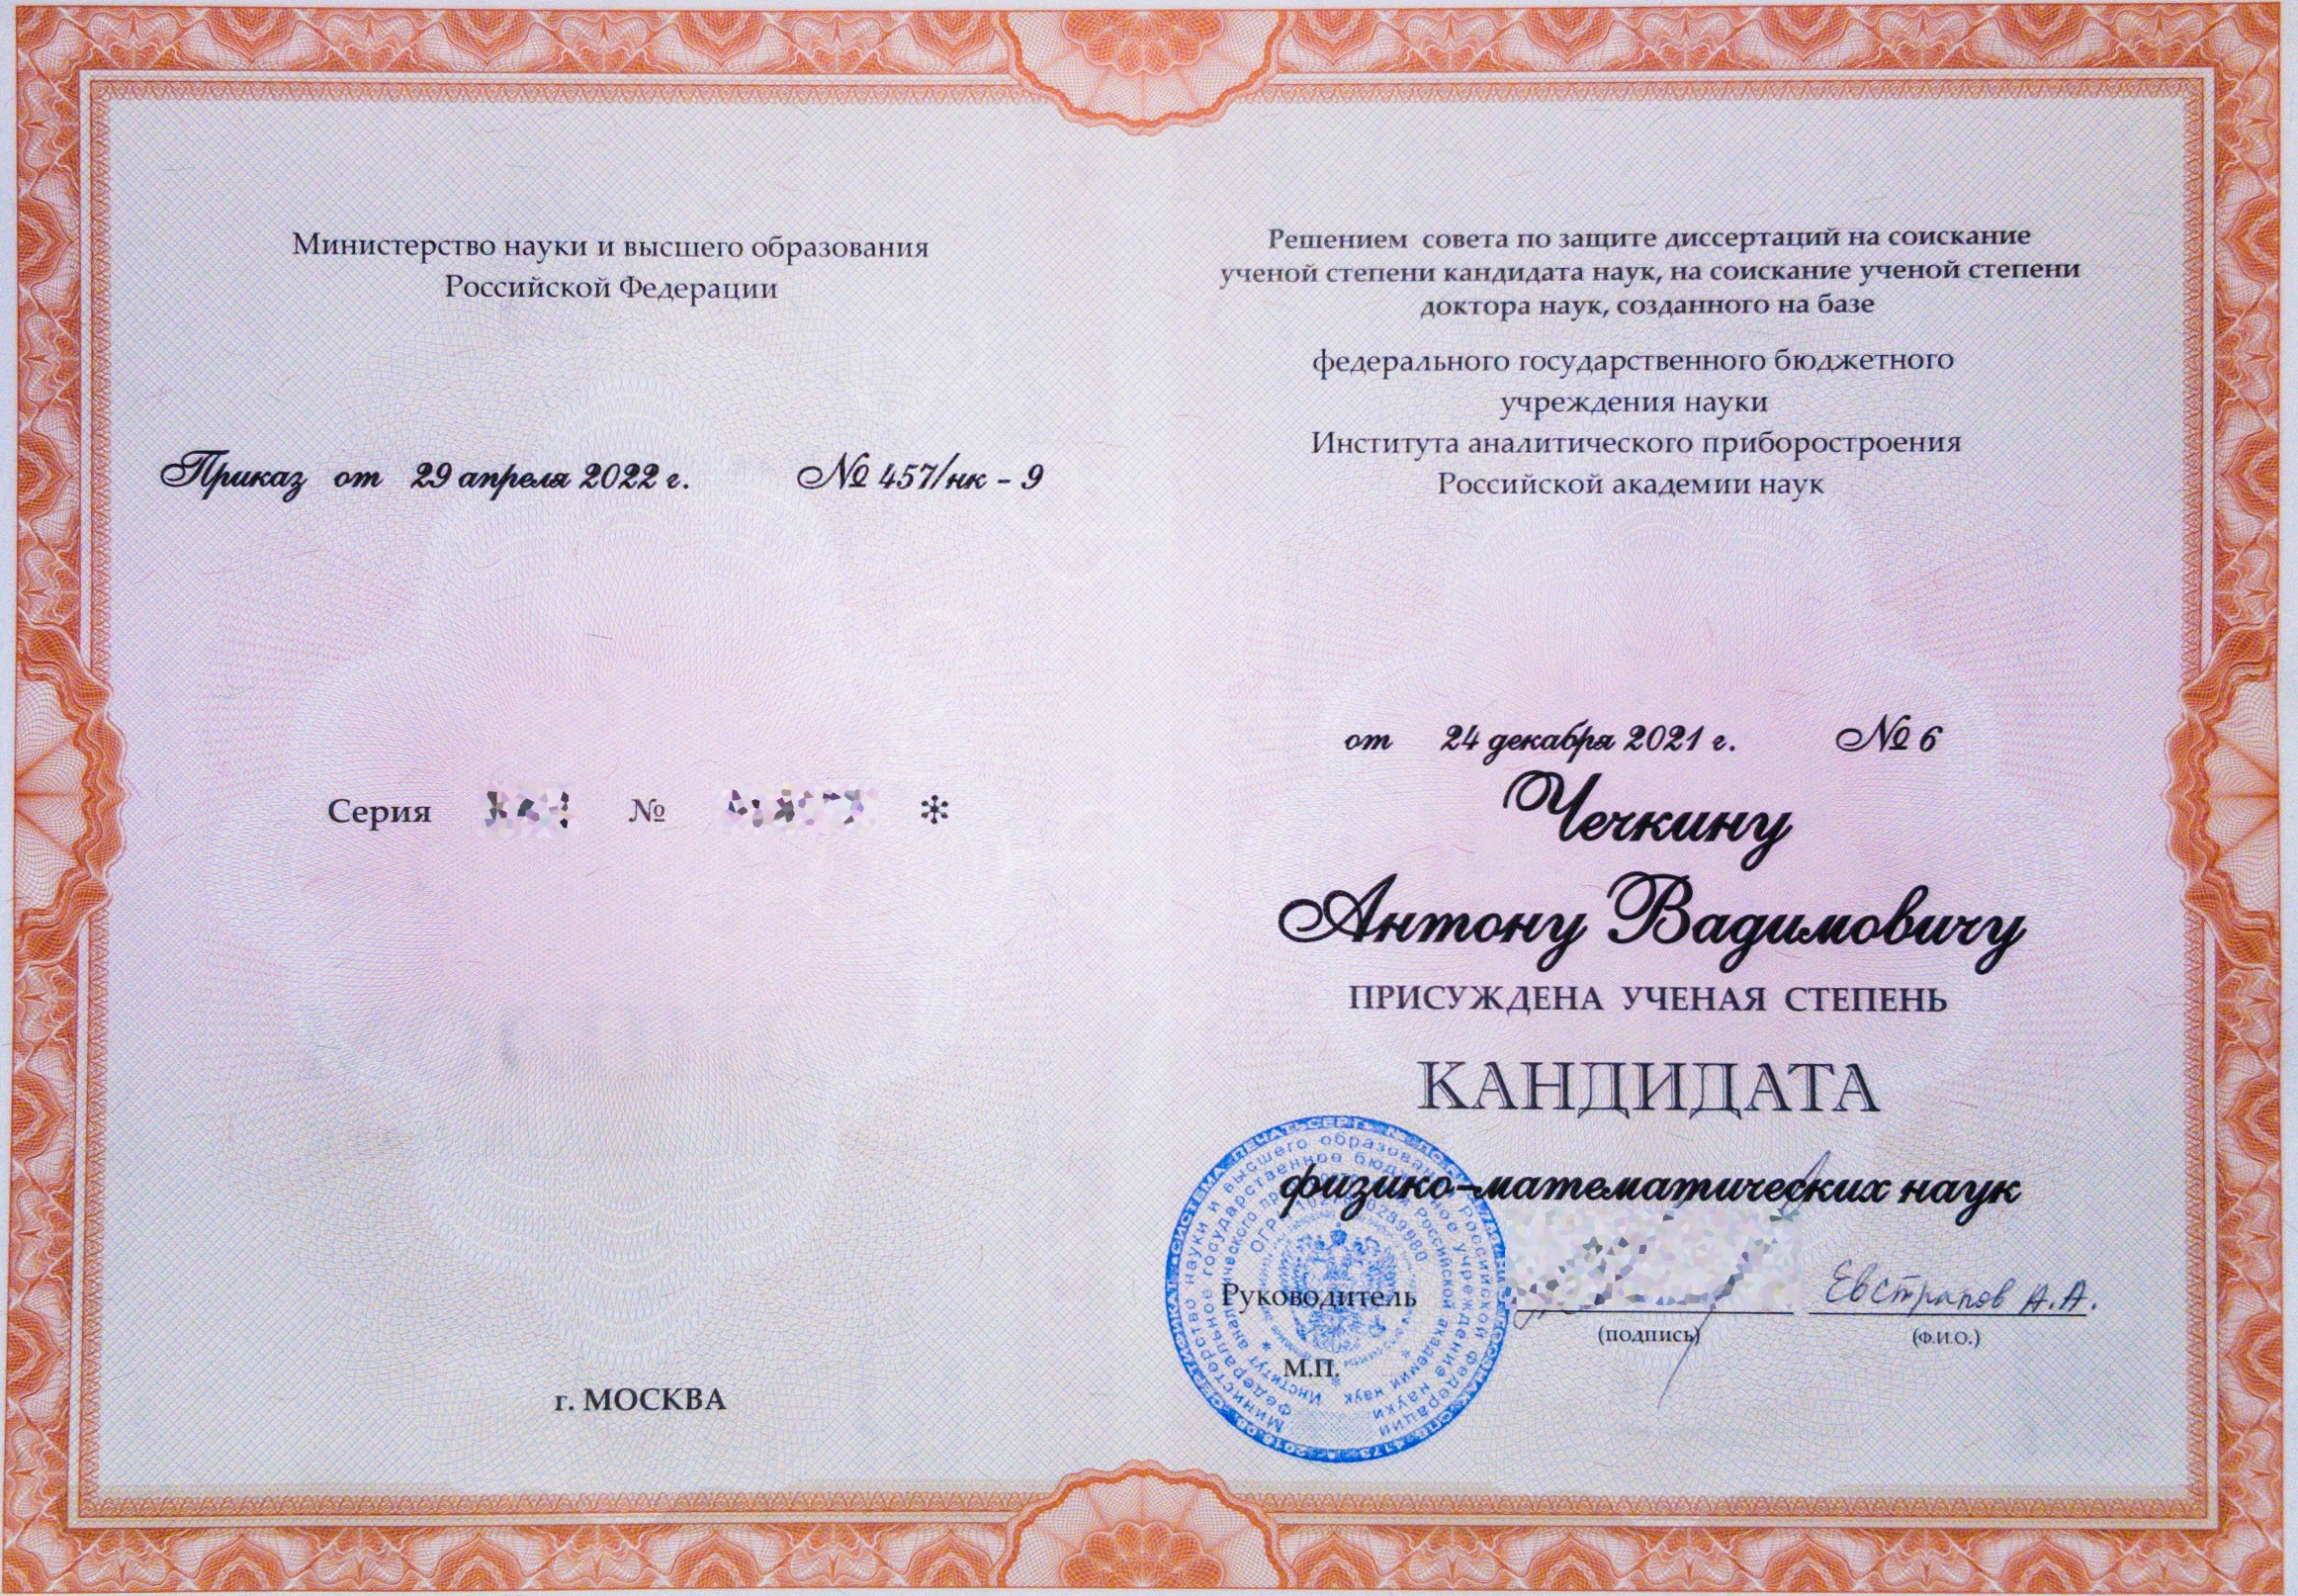 Министерство науки и высшего образования
Российской Федерации
Приказ от 29 апреля 2022 г. № 457/нк - 9
Серия № *
г. МОСКВА
Решением совета по защите диссертаций на соискание
ученой степени кандидата наук, на соискание ученой степени
доктора наук, созданного на базе
федерального государственного бюджетного
учреждения науки
Института аналитического приборостроения
Российской академии наук
от 24 декабря 2021 г. № 6
Чечкину
Антону Вадимовичу
ПРИСУЖДЕНА УЧЕНАЯ СТЕПЕНЬ
КАНДИДАТА
физико-математических наук
Руководитель Евстрапов А.А.
(подпись) (Ф.И.О.)
М.П.